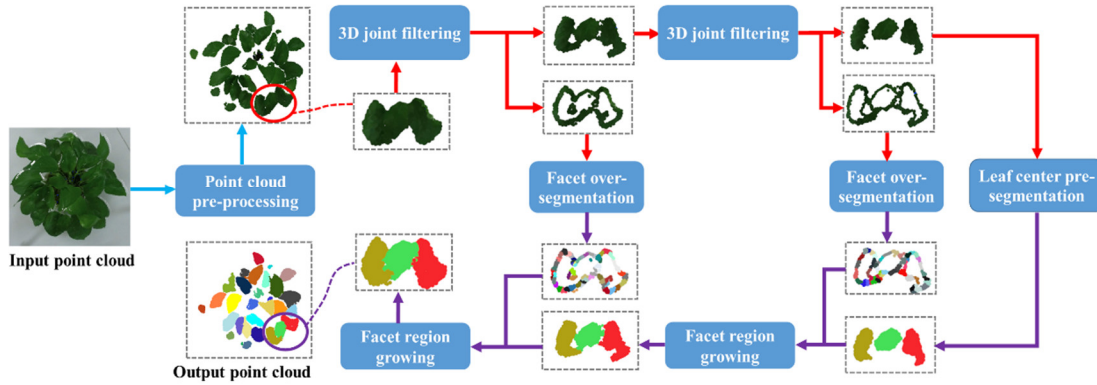 3D joint filtering
3D joint filtering
Point cloud
pre-processing
Facet over-
segmentation
Facet over-
segmentation
Leaf center pre-
segmentation
Input point cloud
Facet region
growing
Facet region
growing
Output point cloud